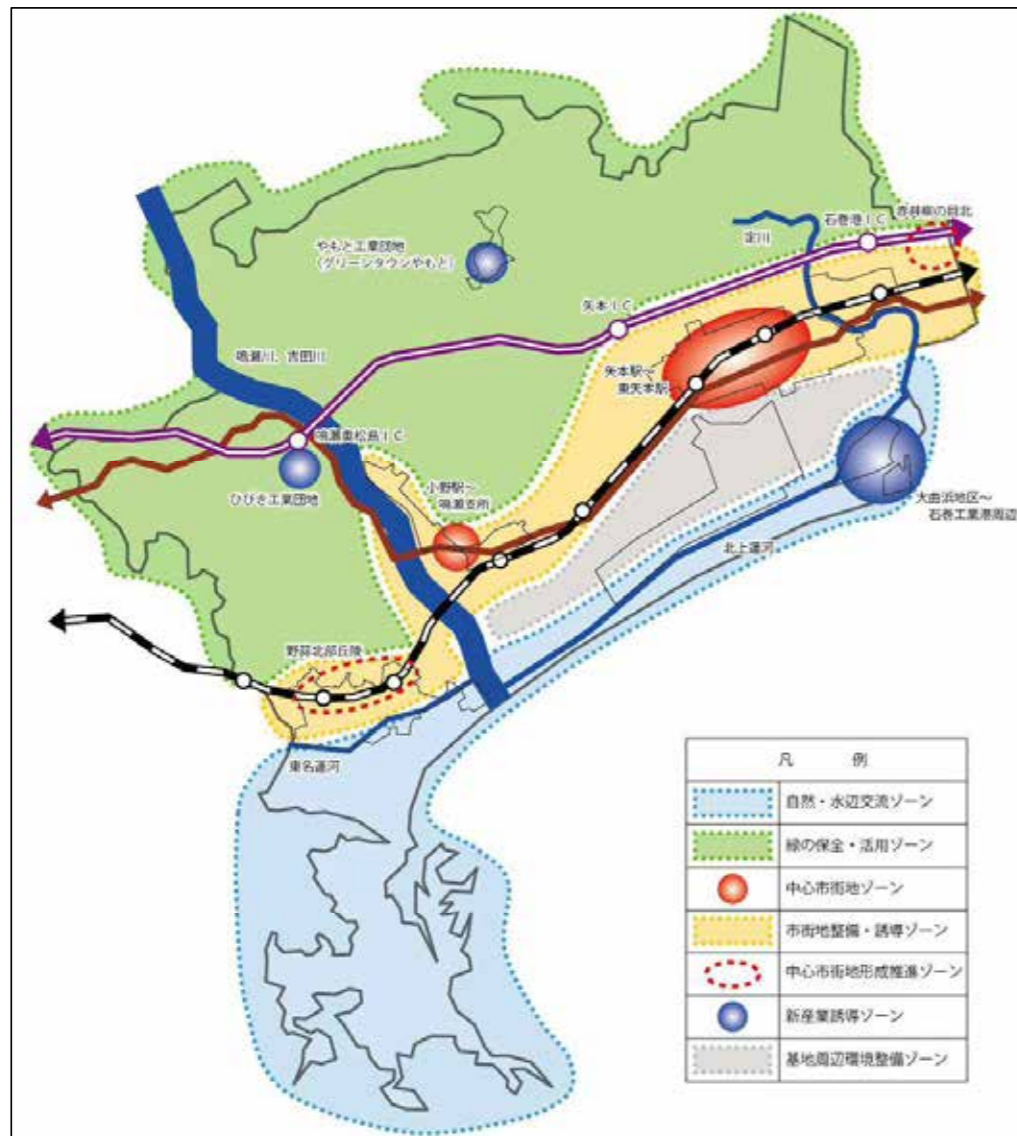 赤井柳の目北
石巻港ＩＣ
定川
やもと工業団地
(グリーンタウンやもと)
矢本ＩＣ
鳴瀬川、吉田川
矢本駅～
東矢本駅
鳴瀬奥松島ＩＣ
ひびき工業団地
小野駅～
鳴瀬支所
大曲浜地区～
石巻工業港周辺
北上運河
野蒜北部丘陵
東名運河
凡　例
自然・水辺交流ゾーン
緑の保全・活用ゾーン
中心市街地ゾーン
市街地整備・誘導ゾーン
中心市街地形成推進ゾーン
新産業誘導ゾーン
基地周辺環境整備ゾーン